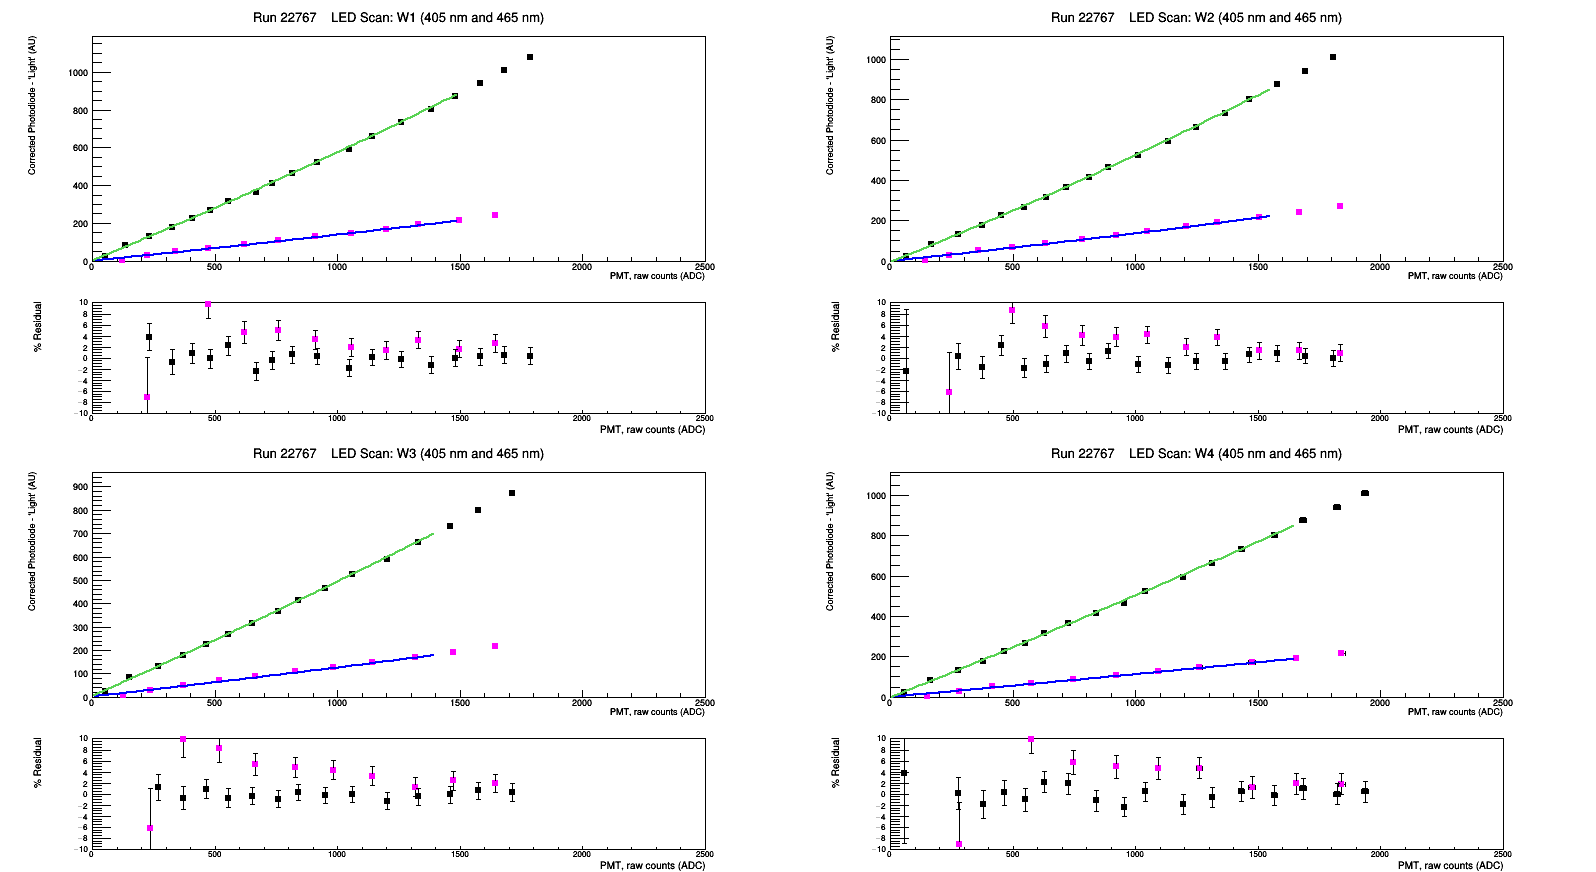 Run 22767    LED Scan: W1 (405 nm and 465 nm)
Corrected Photodiode - 'Light' (AU)
1000
800
600
400
200
0
0 500 1000 1500 2000 2500
PMT, raw counts (ADC)
% Residual
10
8
6
4
2
0
−2
−4
−6
−8
−10
0 500 1000 1500 2000 2500
PMT, raw counts (ADC)
Run 22767    LED Scan: W2 (405 nm and 465 nm)
Corrected Photodiode - 'Light' (AU)
1000
800
600
400
200
0
0 500 1000 1500 2000 2500
PMT, raw counts (ADC)
% Residual
10
8
6
4
2
0
−2
−4
−6
−8
−10
0 500 1000 1500 2000 2500
PMT, raw counts (ADC)
Run 22767    LED Scan: W3 (405 nm and 465 nm)
Corrected Photodiode - 'Light' (AU)
900
800
700
600
500
400
300
200
100
0
0 500 1000 1500 2000 2500
PMT, raw counts (ADC)
% Residual
10
8
6
4
2
0
−2
−4
−6
−8
−10
0 500 1000 1500 2000 2500
PMT, raw counts (ADC)
Run 22767    LED Scan: W4 (405 nm and 465 nm)
Corrected Photodiode - 'Light' (AU)
1000
800
600
400
200
0
0 500 1000 1500 2000 2500
PMT, raw counts (ADC)
% Residual
10
8
6
4
2
0
−2
−4
−6
−8
−10
0 500 1000 1500 2000 2500
PMT, raw counts (ADC)